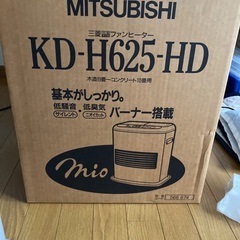 MITSUBISHI
三菱石油ファンヒーター
KD-H625-HD
木造9畳〜コンクリート13畳用
基本がしっかり。
低騒音 低臭気 バーナー搭載
サイレント ニオイカット
mio